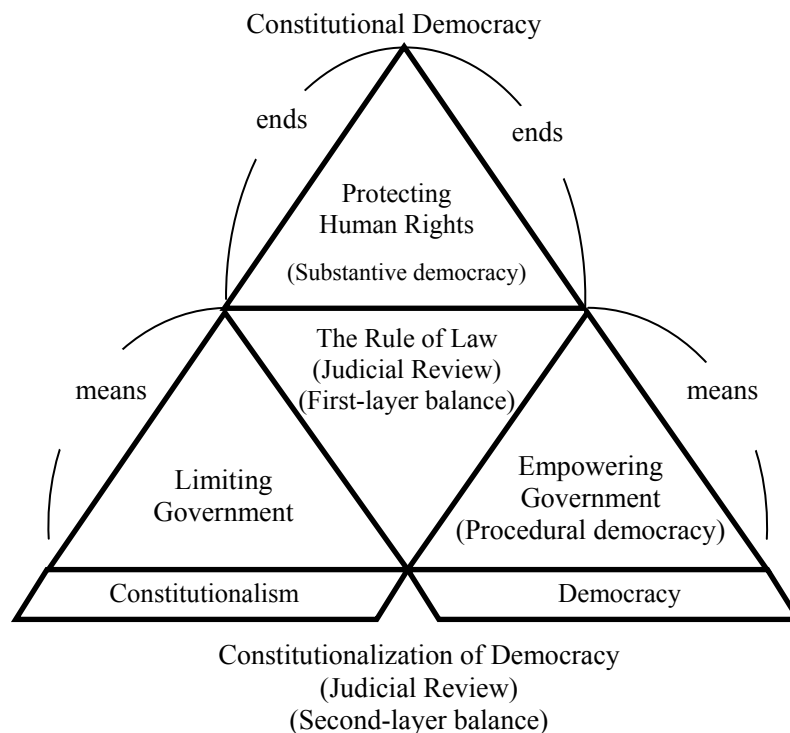 Constitutional Democracy
ends
ends
Protecting
Human Rights
(Substantive democracy)
The Rule of Law
(Judicial Review)
(First-layer balance)
means
means
Limiting
Government
Empowering
Government
(Procedural democracy)
Constitutionalism
Democracy
Constitutionalization of Democracy
(Judicial Review)
(Second-layer balance)